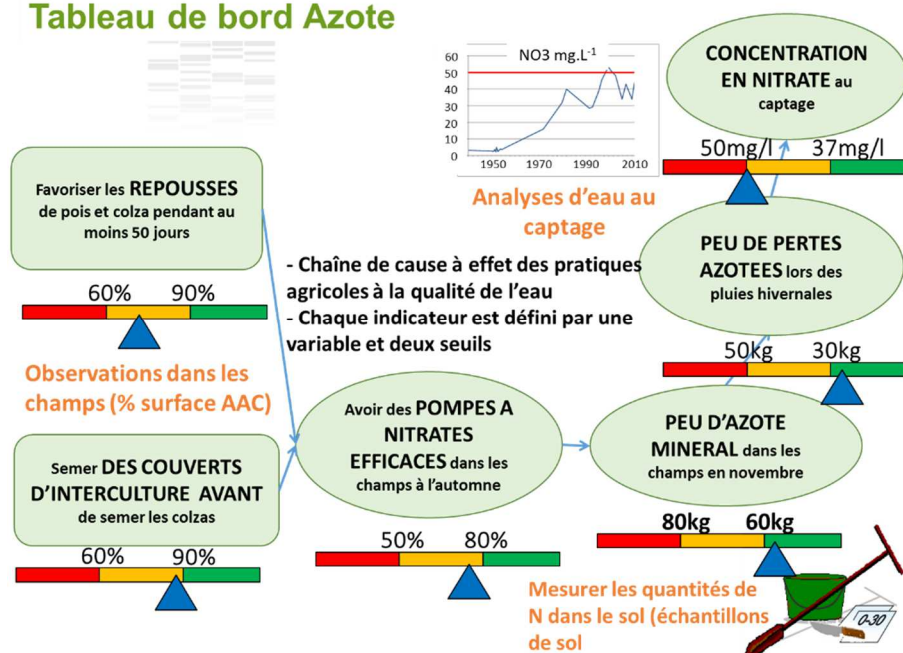 Tableau de bord Azote
NO3 mg.L-1
60
50
40
30
20
10
0
1950
1970
1990
2010
Analyses d'eau au
captage
CONCENTRATION
EN NITRATE au
captage
50mg/l
37mg/l
Favoriser les REPOUSSES
de pois et colza pendant au
moins 50 jours
60%
90%
Observations dans les
champs (% surface AAC)
- Chaîne de cause à effet des pratiques
agricoles à la qualité de l'eau
- Chaque indicateur est défini par une
variable et deux seuils
PEU DE PERTES
AZOTEES lors des
pluies hivernales
50kg
30kg
Semer DES COUVERTS
D'INTERCULTURE AVANT
de semer les colzas
60%
90%
Avoir des POMPES A
NITRATES
EFFICACES dans les
champs à l'automne
50%
80%
PEU D'AZOTE
MINERAL dans les
champs en novembre
80kg
60kg
Mesurer les quantités de
N dans le sol (échantillons
de sol
0-30